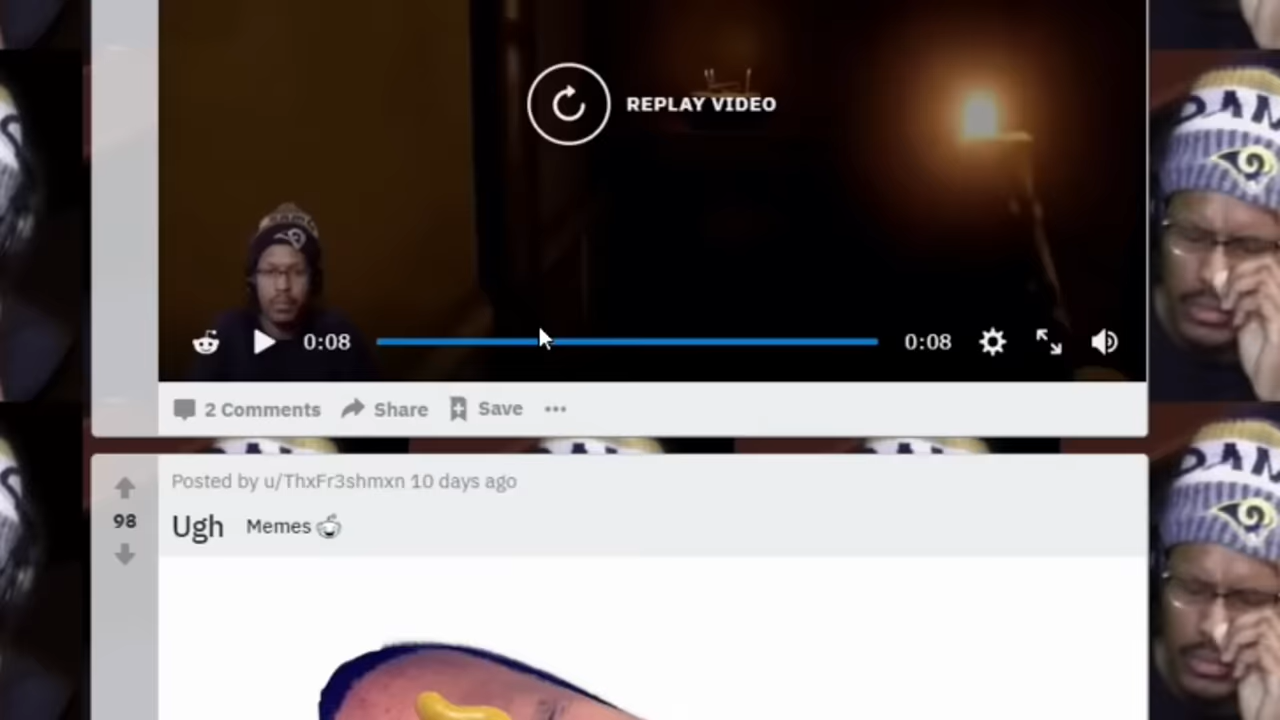 REPLAY VIDEO
0:08
0:08
2 Comments
Share
Save
Posted by u/ThxFr3shmxn 10 days ago
98
Ugh
Memes